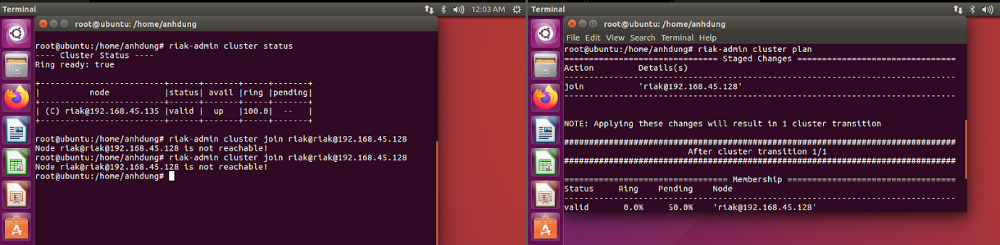 Terminal
12:03 AM
root@ubuntu: /home/anhdung
root@ubuntu:/home/anhdung# riak-admin cluster status
---- Cluster Status ----
Ring ready: true
+--------------------------+------+-------+-----+-------+
|          node            |status| avail |ring |pending|
+--------------------------+------+-------+-----+-------+
| (C) riak@192.168.45.135 |valid |  up   |100.0|  --   |
+--------------------------+------+-------+-----+-------+
root@ubuntu:/home/anhdung# riak-admin cluster join riak@riak@192.168.45.128
Node riak@riak@192.168.45.128 is not reachable!
root@ubuntu:/home/anhdung# riak-admin cluster join riak@riak@192.168.45.128
Node riak@riak@192.168.45.128 is not reachable!
root@ubuntu:/home/anhdung#
Terminal
root@ubuntu: /home/anhdung
File Edit View Search Terminal Help
root@ubuntu:/home/anhdung# riak-admin cluster plan
=============================== Staged Changes ================================
Action         Details(s)
-------------------------------------------------------------------------------
join           'riak@192.168.45.128'
-------------------------------------------------------------------------------
NOTE: Applying these changes will result in 1 cluster transition
###############################################################################
                         After cluster transition 1/1
###############################################################################
================================= Membership ==================================
Status     Ring    Pending    Node
-------------------------------------------------------------------------------
valid       0.0%     50.0%    'riak@192.168.45.128'